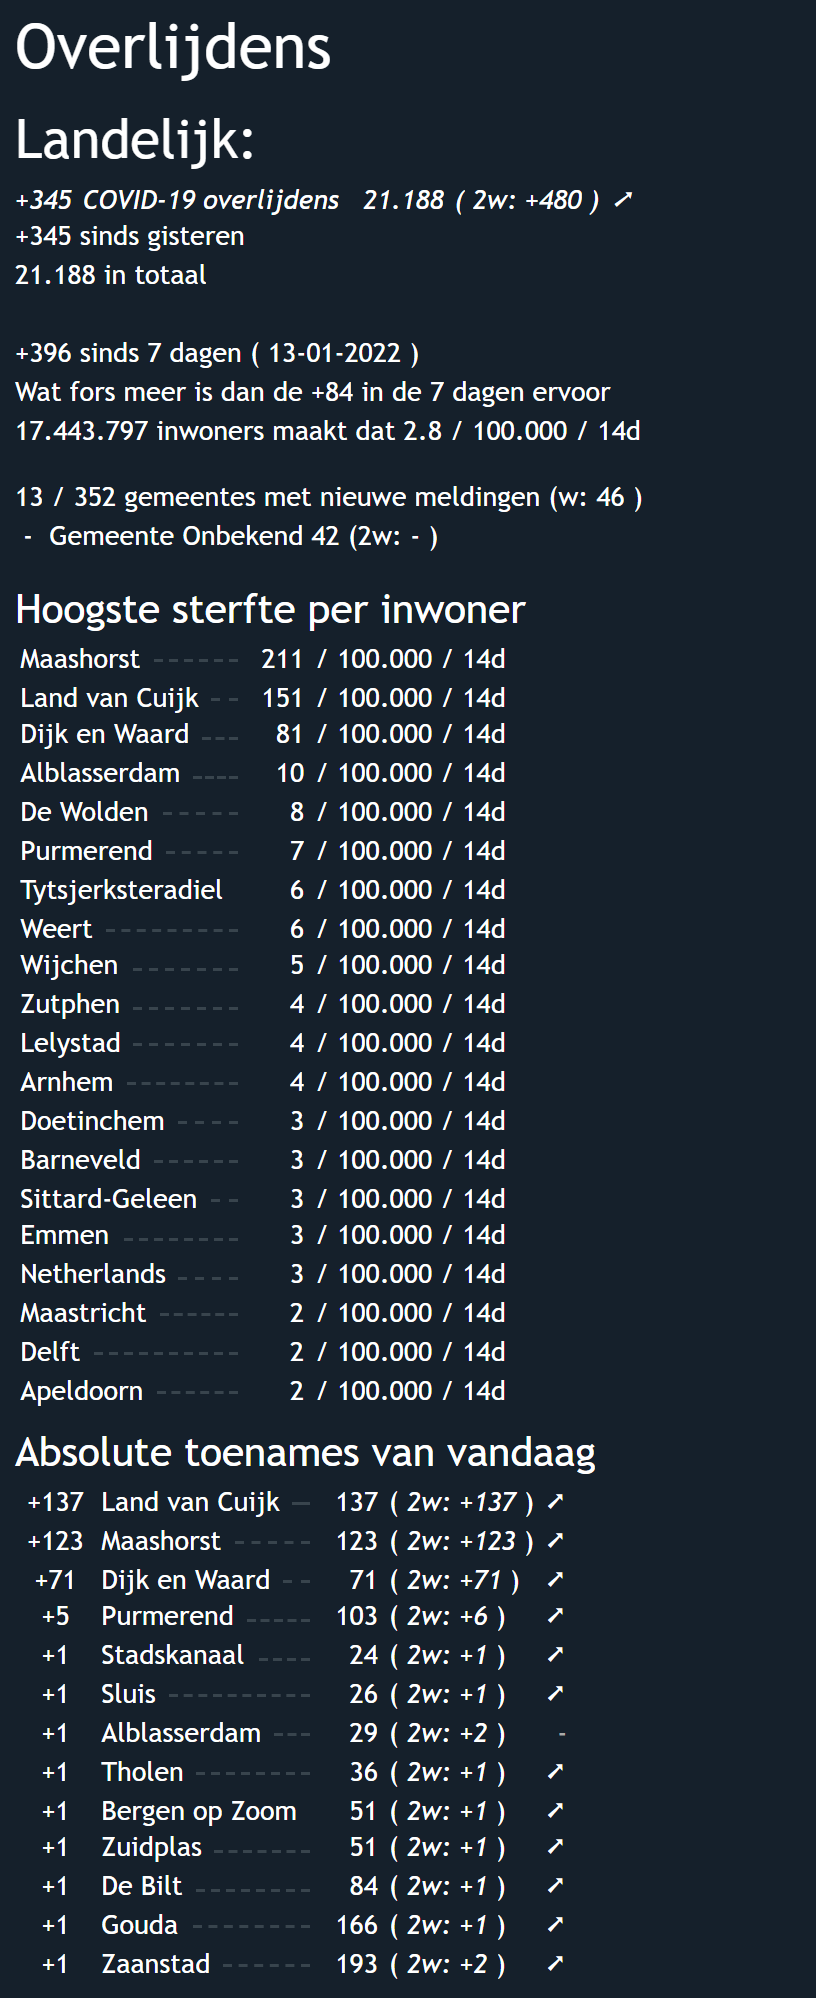 Overlijdens
Landelijk:
+345 COVID-19 overlijdens 21.188 ( 2w: +480 ) ➚
+345 sinds gisteren
21.188 in totaal
+396 sinds 7 dagen ( 13-01-2022 )
Wat fors meer is dan de +84 in de 7 dagen ervoor
17.443.797 inwoners maakt dat 2.8 / 100.000 / 14d
13 / 352 gemeentes met nieuwe meldingen (w: 46 )
- Gemeente Onbekend 42 (2w: - )
Hoogste sterfte per inwoner
Maashorst ------ 211 / 100.000 / 14d
Land van Cuijk -- 151 / 100.000 / 14d
Dijk en Waard --- 81 / 100.000 / 14d
Alblasserdam ---- 10 / 100.000 / 14d
De Wolden ----- 8 / 100.000 / 14d
Purmerend ----- 7 / 100.000 / 14d
Tytsjerksteradiel 6 / 100.000 / 14d
Weert --------- 6 / 100.000 / 14d
Wijchen ------- 5 / 100.000 / 14d
Zutphen ------- 4 / 100.000 / 14d
Lelystad ------- 4 / 100.000 / 14d
Arnhem -------- 4 / 100.000 / 14d
Doetinchem ---- 3 / 100.000 / 14d
Barneveld ------ 3 / 100.000 / 14d
Sittard-Geleen -- 3 / 100.000 / 14d
Emmen -------- 3 / 100.000 / 14d
Netherlands ---- 3 / 100.000 / 14d
Maastricht ------ 2 / 100.000 / 14d
Delft ---------- 2 / 100.000 / 14d
Apeldoorn ------ 2 / 100.000 / 14d
Absolute toenames van vandaag
+137 Land van Cuijk — 137 ( 2w: +137 ) ➚
+123 Maashorst ----- 123 ( 2w: +123 ) ➚
+71 Dijk en Waard -- 71 ( 2w: +71 ) ➚
+5 Purmerend ----- 103 ( 2w: +6 ) ➚
+1 Stadskanaal ---- 24 ( 2w: +1 ) ➚
+1 Sluis ---------- 26 ( 2w: +1 ) ➚
+1 Alblasserdam --- 29 ( 2w: +2 ) -
+1 Tholen -------- 36 ( 2w: +1 ) ➚
+1 Bergen op Zoom 51 ( 2w: +1 ) ➚
+1 Zuidplas ------- 51 ( 2w: +1 ) ➚
+1 De Bilt -------- 84 ( 2w: +1 ) ➚
+1 Gouda -------- 166 ( 2w: +1 ) ➚
+1 Zaanstad ------ 193 ( 2w: +2 ) ➚